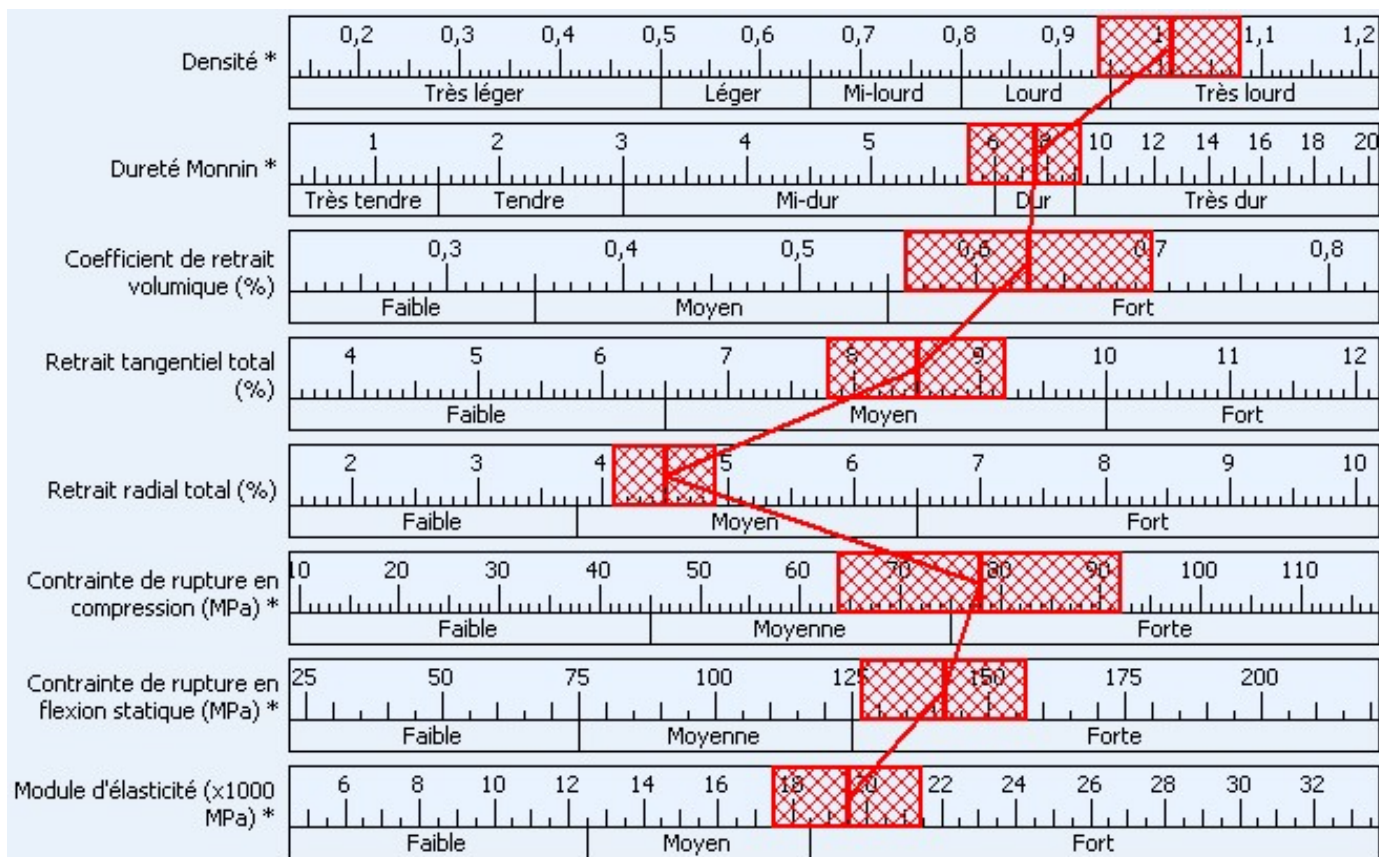 0,2 0,3 0,4 0,5 0,6 0,7 0,8 0,9 1 1,1 1,2
Densité *
Très léger Léger Mi-lourd Lourd Très lourd
1 2 3 4 5 6 8 10 12 14 16 18 20
Dureté Monnin *
Très tendre Tendre Mi-dur Dur Très dur
0,3 0,4 0,5 0,6 0,7 0,8
Coefficient de retrait
volumique (%)
Faible Moyen Fort
4 5 6 7 8 9 10 11 12
Retrait tangentiel total
(%)
Faible Moyen Fort
2 3 4 5 6 7 8 9 10
Retrait radial total (%)
Faible Moyen Fort
10 20 30 40 50 60 70 80 90 100 110
Contrainte de rupture en
compression (MPa) *
Faible Moyenne Forte
25 50 75 100 125 150 175 200
Contrainte de rupture en
flexion statique (MPa) *
Faible Moyenne Forte
6 8 10 12 14 16 18 20 22 24 26 28 30 32
Module d'élasticité (x1000
MPa) *
Faible Moyen Fort